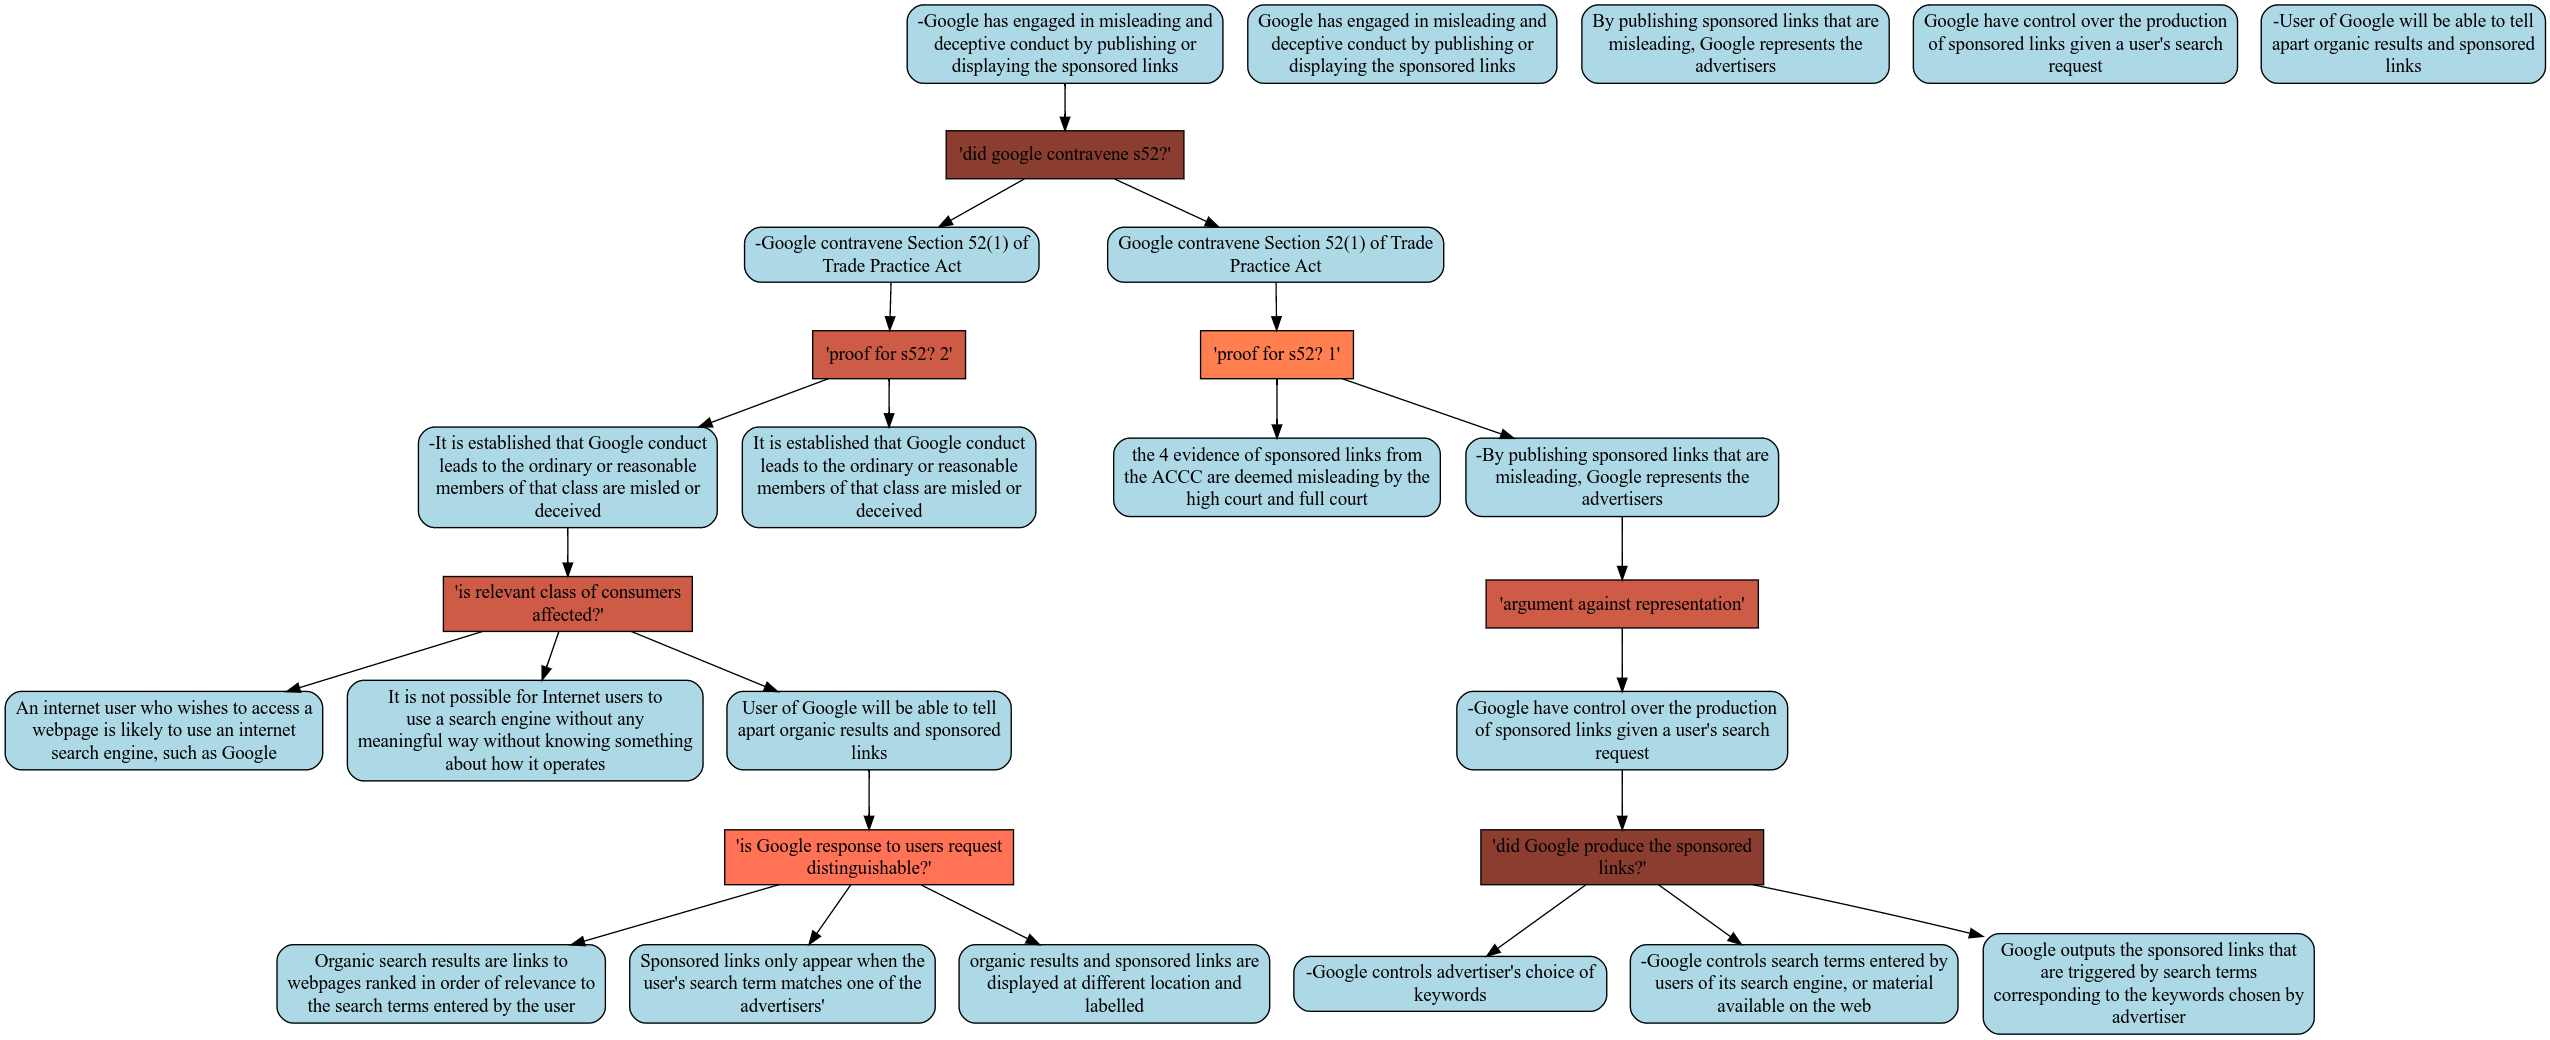 -Google has engaged in misleading and
deceptive conduct by publishing or
displaying the sponsored links
Google has engaged in misleading and
deceptive conduct by publishing or
displaying the sponsored links
By publishing sponsored links that are
misleading, Google represents the
advertisers
Google have control over the production
of sponsored links given a user's search
request
-User of Google will be able to tell
apart organic results and sponsored
links
'did google contravene s52?'
-Google contravene Section 52(1) of
Trade Practice Act
Google contravene Section 52(1) of Trade
Practice Act
'proof for s52? 2'
'proof for s52? 1'
-It is established that Google conduct
leads to the ordinary or reasonable
members of that class are misled or
deceived
It is established that Google conduct
leads to the ordinary or reasonable
members of that class are misled or
deceived
the 4 evidence of sponsored links from
the ACCC are deemed misleading by the
high court and full court
-By publishing sponsored links that are
misleading, Google represents the
advertisers
'is relevant class of consumers
affected?'
'argument against representation'
An internet user who wishes to access a
webpage is likely to use an internet
search engine, such as Google
It is not possible for Internet users to
use a search engine without any
meaningful way without knowing something
about how it operates
User of Google will be able to tell
apart organic results and sponsored
links
-Google have control over the production
of sponsored links given a user's search
request
'is Google response to users request
distinguishable?'
'did Google produce the sponsored
links?'
Organic search results are links to
webpages ranked in order of relevance to
the search terms entered by the user
Sponsored links only appear when the
user's search term matches one of the
advertisers'
organic results and sponsored links are
displayed at different location and
labelled
-Google controls advertiser's choice of
keywords
-Google controls search terms entered by
users of its search engine, or material
available on the web
Google outputs the sponsored links that
are triggered by search terms
corresponding to the keywords chosen by
advertiser